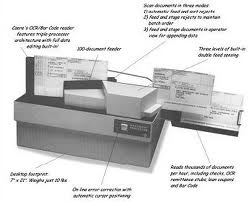 Caere's OCR/Bar Code reader
features triple processor
architecture with full data
editing built-in!
100-document feeder
Scan documents in three modes
1) automatic feed and sort rejects
2) feed and stage rejects to maintain
batch order
3) feed and stage documents in operator
view for appending data
Three levels of built-in
double feed sensing
Desktop footprint:
7" x 21". Weighs just 20 lbs.
On-line error correction with
automatic cursor positioning
Reads thousands of documents
per hour, including checks, OCR
remittance stubs, loan coupons
and Bar Code